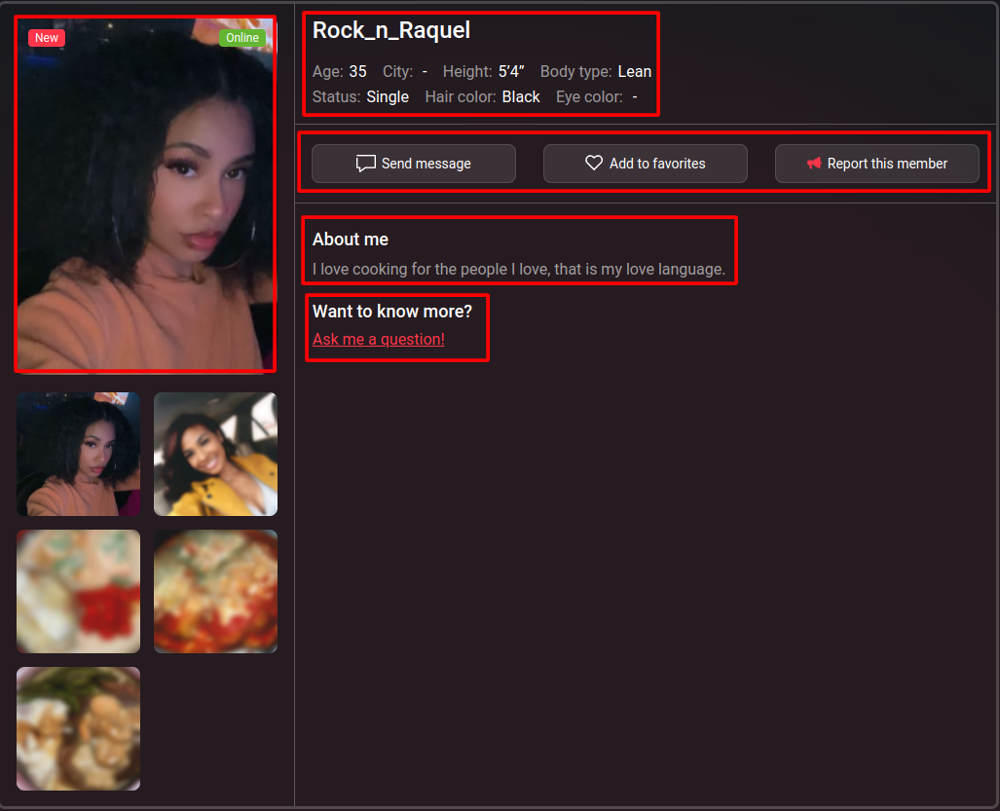 New
Online
Rock_n_Raquel
Age: 35 City: - Height: 5’4” Body type: Lean
Status: Single Hair color: Black Eye color: -
Send message
Add to favorites
Report this member
About me
I love cooking for the people I love, that is my love language.
Want to know more?
Ask me a question!